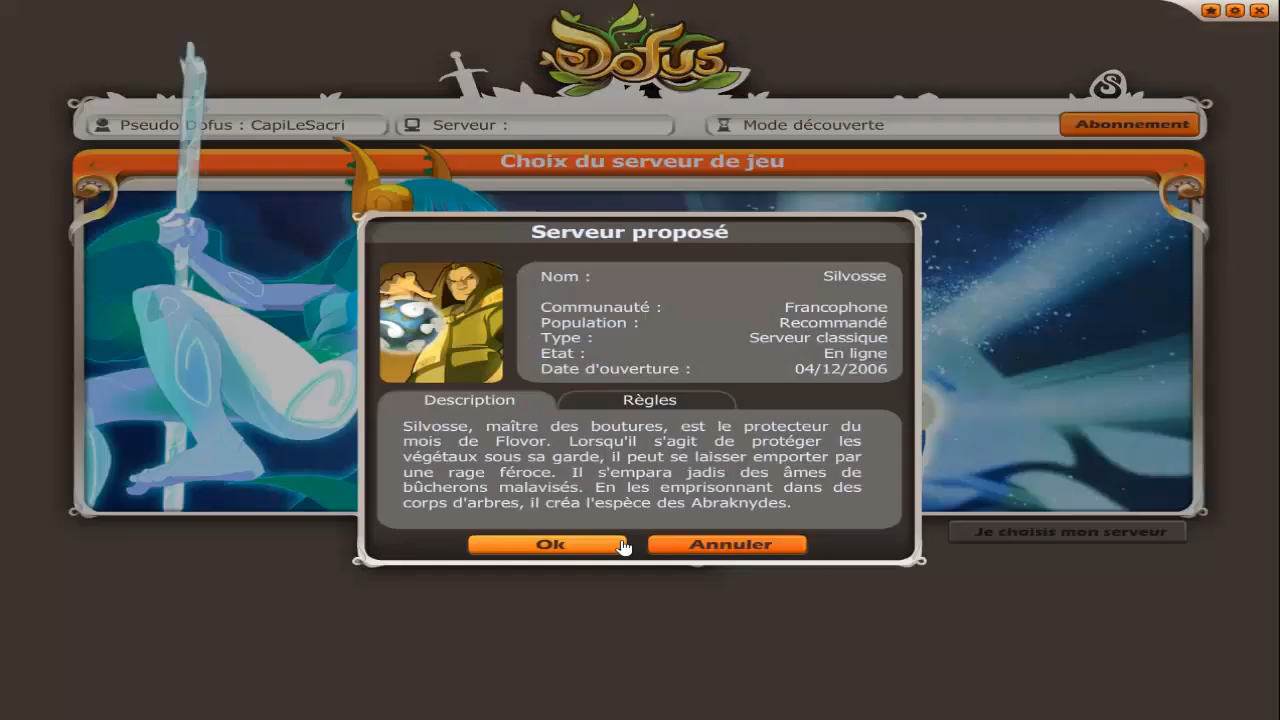 Dofus
Pseudo Dofus : CapiLeSacri
Serveur :
Mode découverte
Abonnement
Choix du serveur de jeu
Serveur proposé
Nom : Silvosse
Communauté : Francophone
Population : Recommandé
Type : Serveur classique
Etat : En ligne
Date d'ouverture : 04/12/2006
Description
Règles
Silvosse, maître des boutures, est le protecteur du
mois de Flovor. Lorsqu'il s'agit de protéger les
végétaux sous sa garde, il peut se laisser emporter par
une rage féroce. Il s'empara jadis des âmes de
bûcherons malavisés. En les emprisonnant dans des
corps d'arbres, il créa l'espèce des Abraknydes.
Ok
Annuler
Je choisis mon serveur